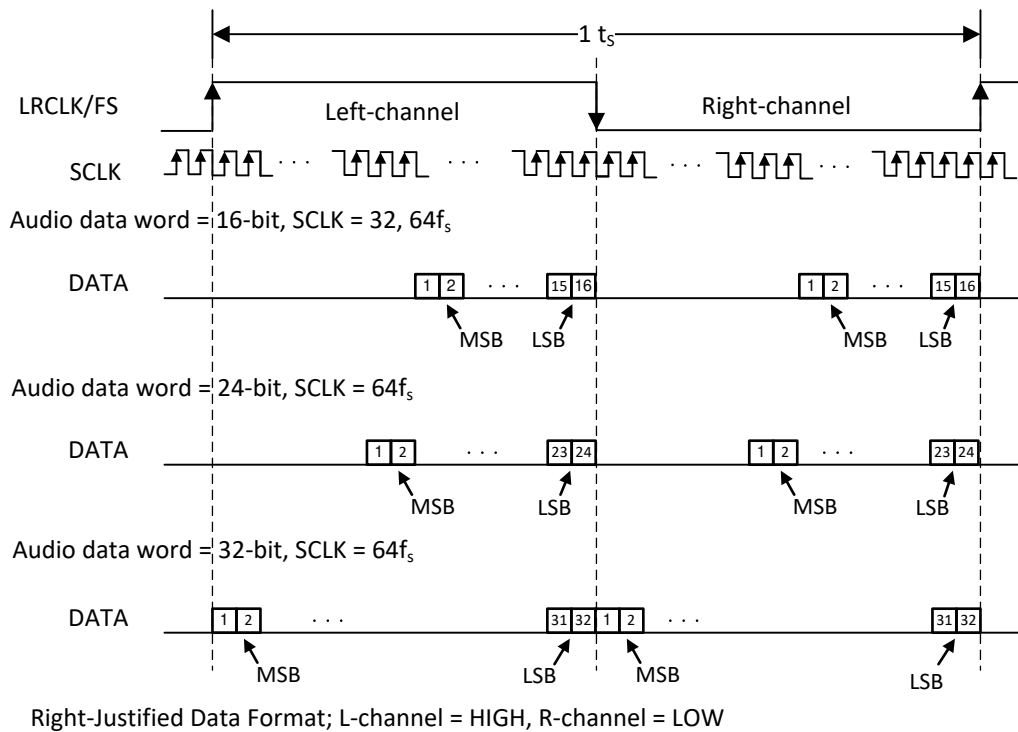 1 tₛ
LRCLK/FS
Left-channel
Right-channel
SCLK
· · ·
· · ·
· · ·
· · ·
Audio data word = 16-bit, SCLK = 32, 64fₛ
DATA
1 2 · · · 15 16 1 2 · · · 15 16
MSB LSB MSB LSB
Audio data word = 24-bit, SCLK = 64fₛ
DATA
1 2 · · · 23 24 1 2 · · · 23 24
MSB LSB MSB LSB
Audio data word = 32-bit, SCLK = 64fₛ
DATA
1 2 · · · 31 32 1 2 · · · 31 32
MSB LSB MSB LSB
Right-Justified Data Format; L-channel = HIGH, R-channel = LOW